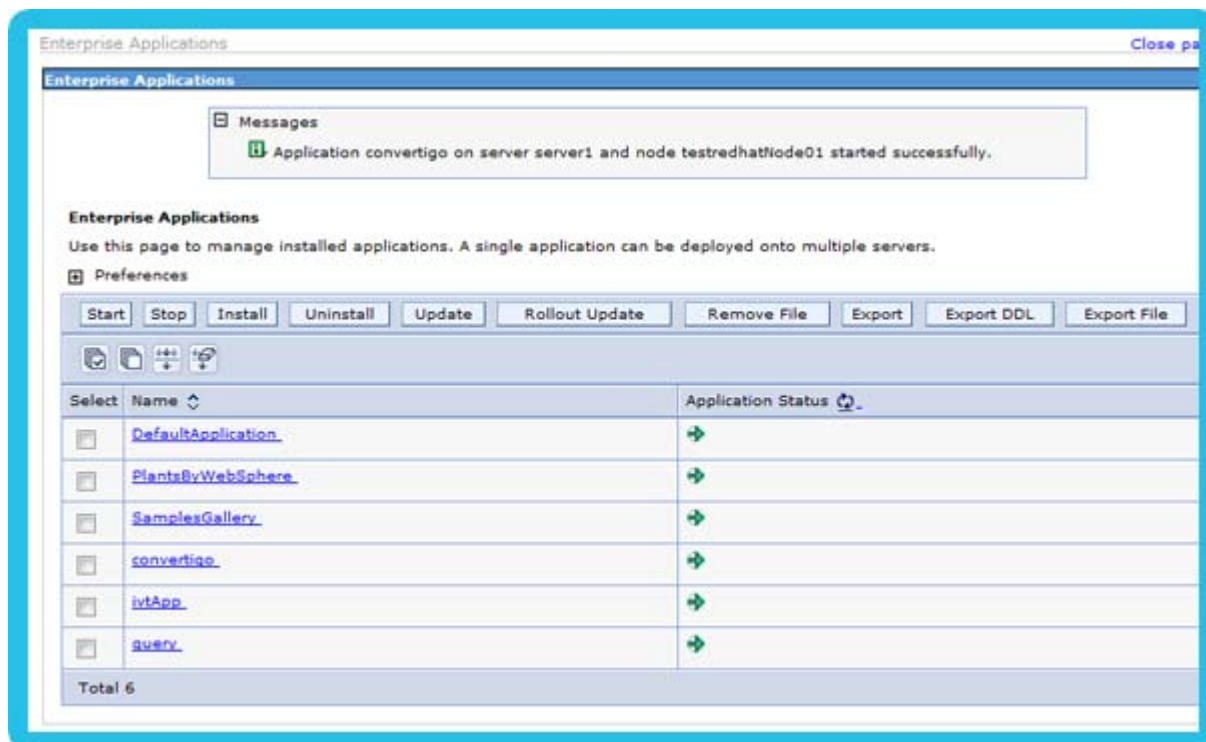 Enterprise Applications Close pa
Enterprise Applications
Messages
Application convertigo on server server1 and node testredhatNode01 started successfully.
Enterprise Applications
Use this page to manage installed applications. A single application can be deployed onto multiple servers.
Preferences
Start Stop Install Uninstall Update Rollout Update Remove File Export Export DDL Export File
Select Name Application Status
DefaultApplication
PlantsByWebSphere
SamplesGallery
convertigo
ivtApp
query
Total 6